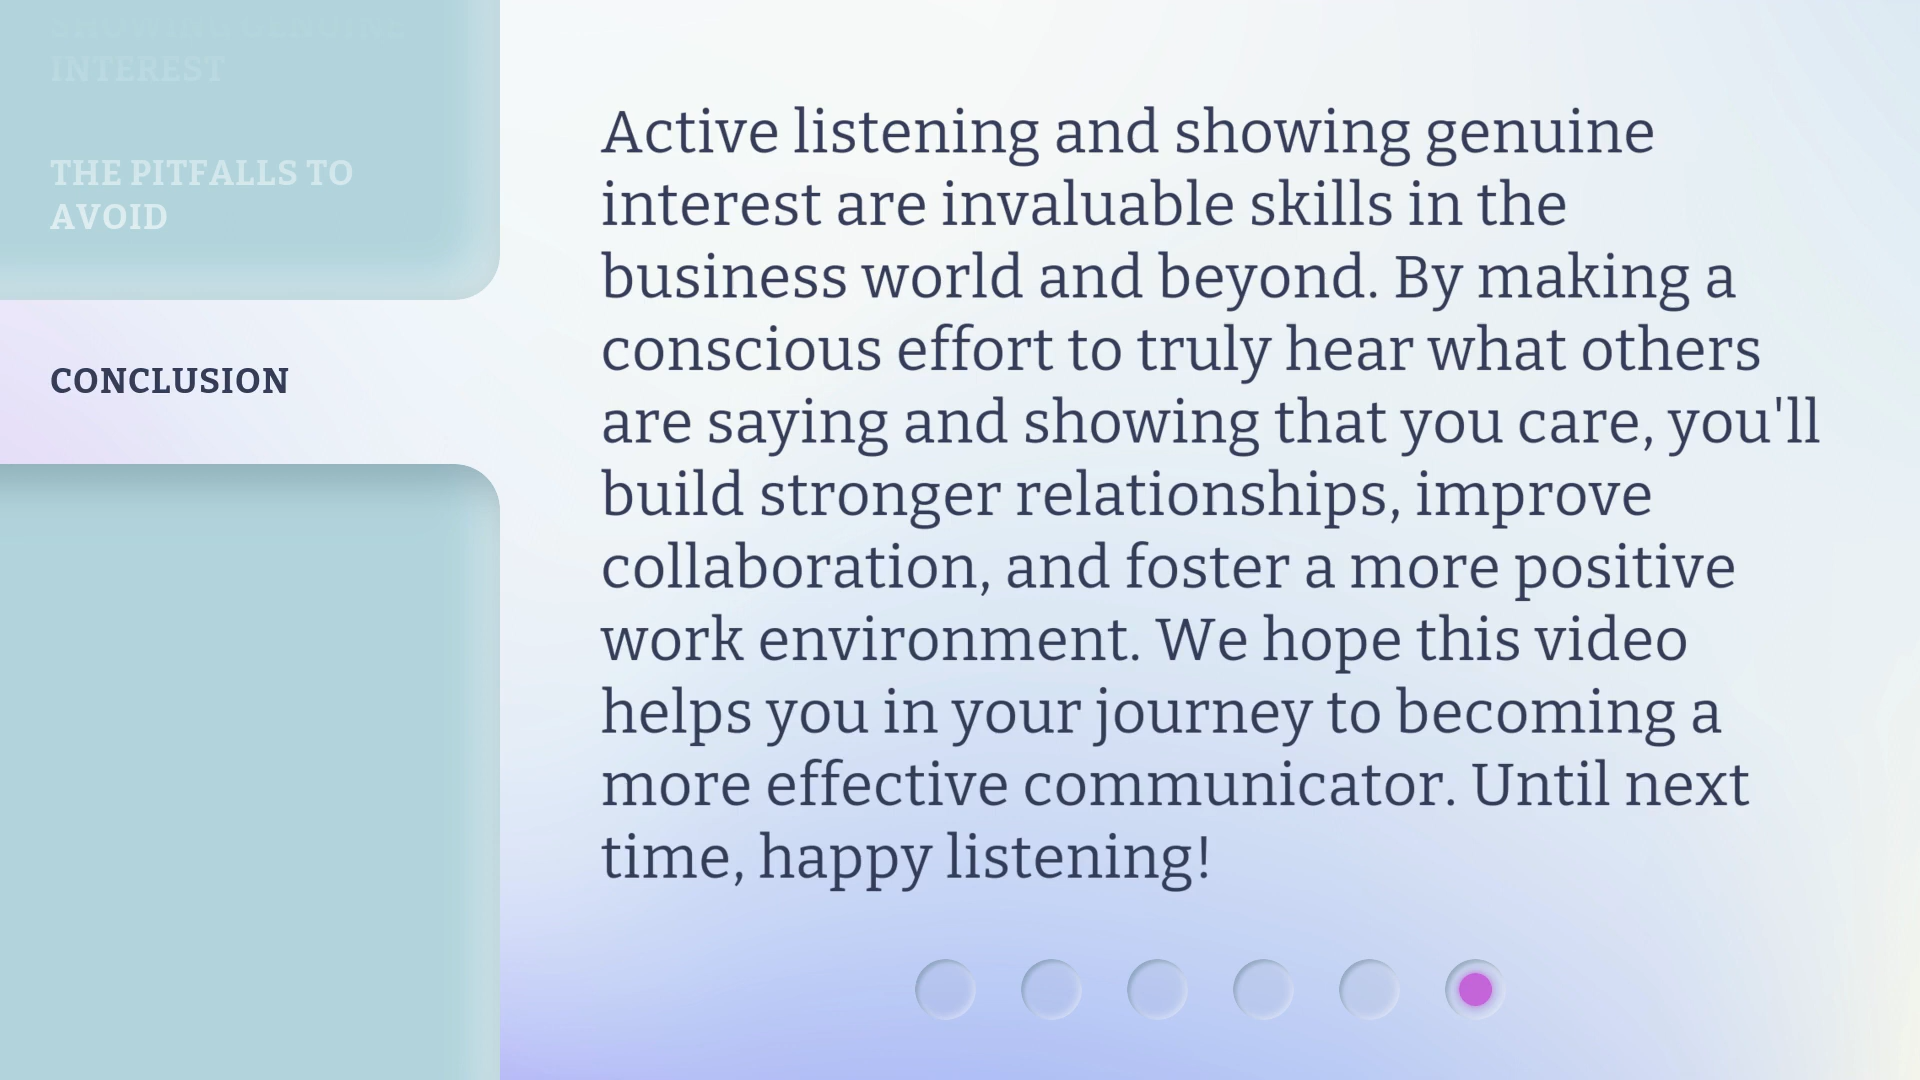 SHOWING GENUINE
INTEREST
THE PITFALLS TO
AVOID
CONCLUSION
Active listening and showing genuine
interest are invaluable skills in the
business world and beyond. By making a
conscious effort to truly hear what others
are saying and showing that you care, you'll
build stronger relationships, improve
collaboration, and foster a more positive
work environment. We hope this video
helps you in your journey to becoming a
more effective communicator. Until next
time, happy listening!